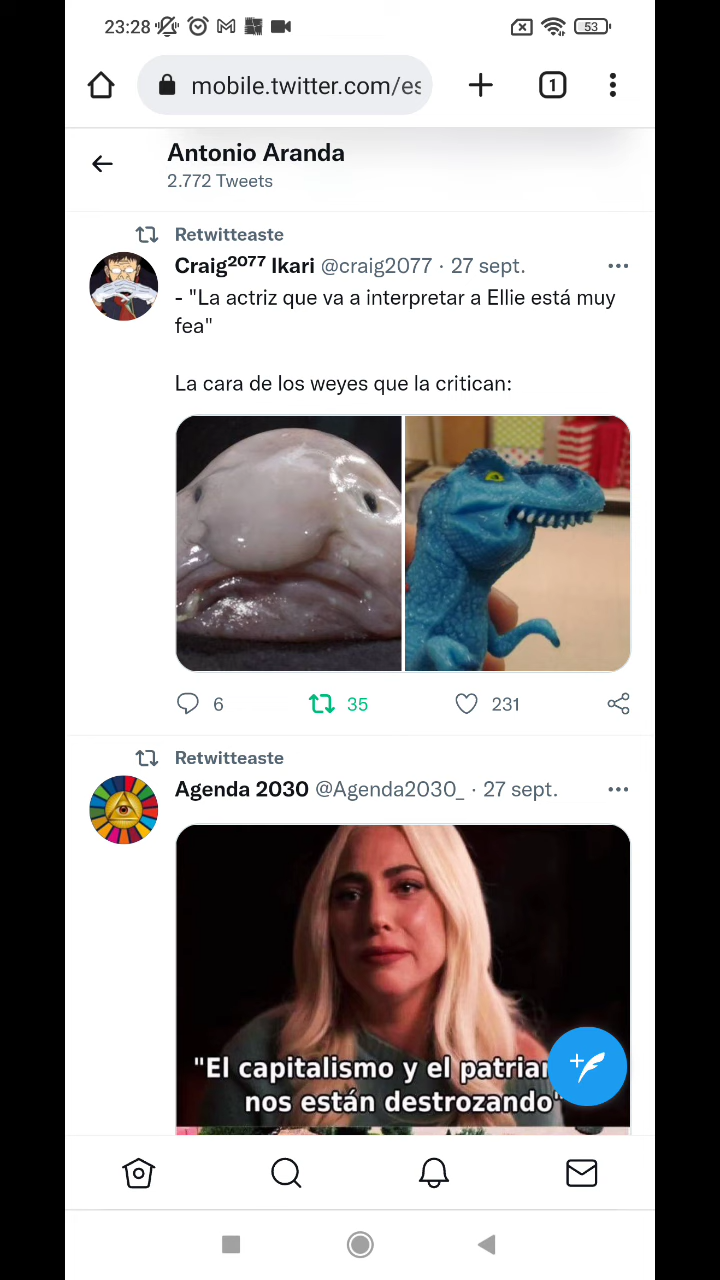 23:28
53
mobile.twitter.com/es
1
Antonio Aranda
2.772 Tweets
Retwitteaste
Craig²⁰⁷⁷ Ikari @craig2077 · 27 sept.
- "La actriz que va a interpretar a Ellie está muy
fea"
La cara de los weyes que la critican:
6
35
231
Retwitteaste
Agenda 2030 @Agenda2030_ · 27 sept.
"El capitalismo y el patriar
nos están destrozando"